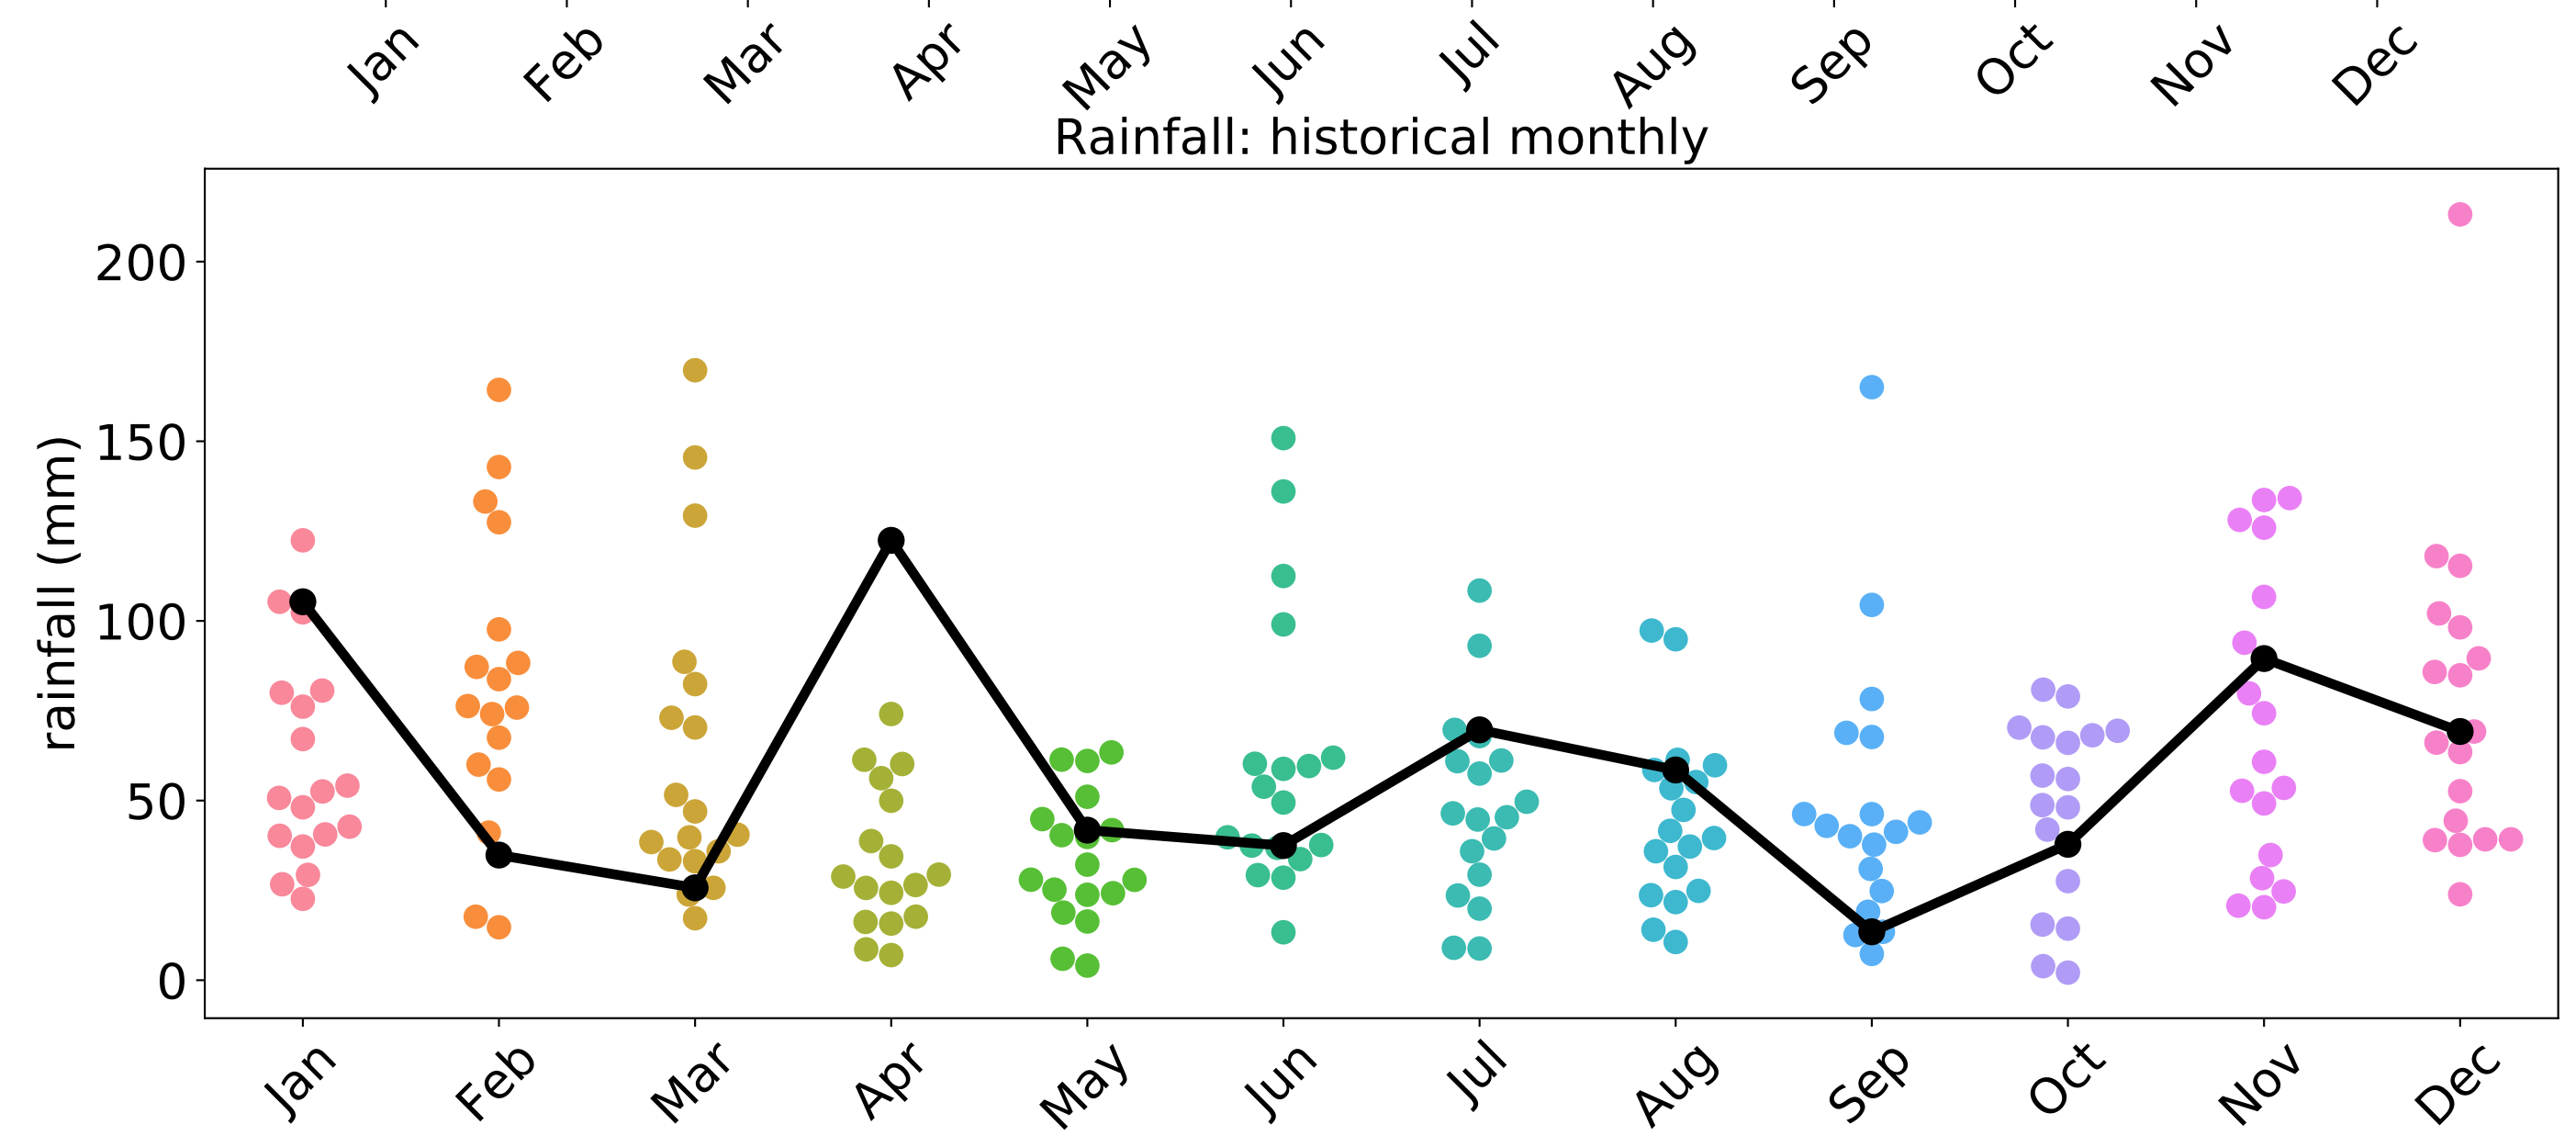 Jan Feb Mar Apr May Jun Jul Aug Sep Oct Nov Dec
Rainfall: historical monthly
rainfall (mm)
200
150
100
50
0
Jan Feb Mar Apr May Jun Jul Aug Sep Oct Nov Dec